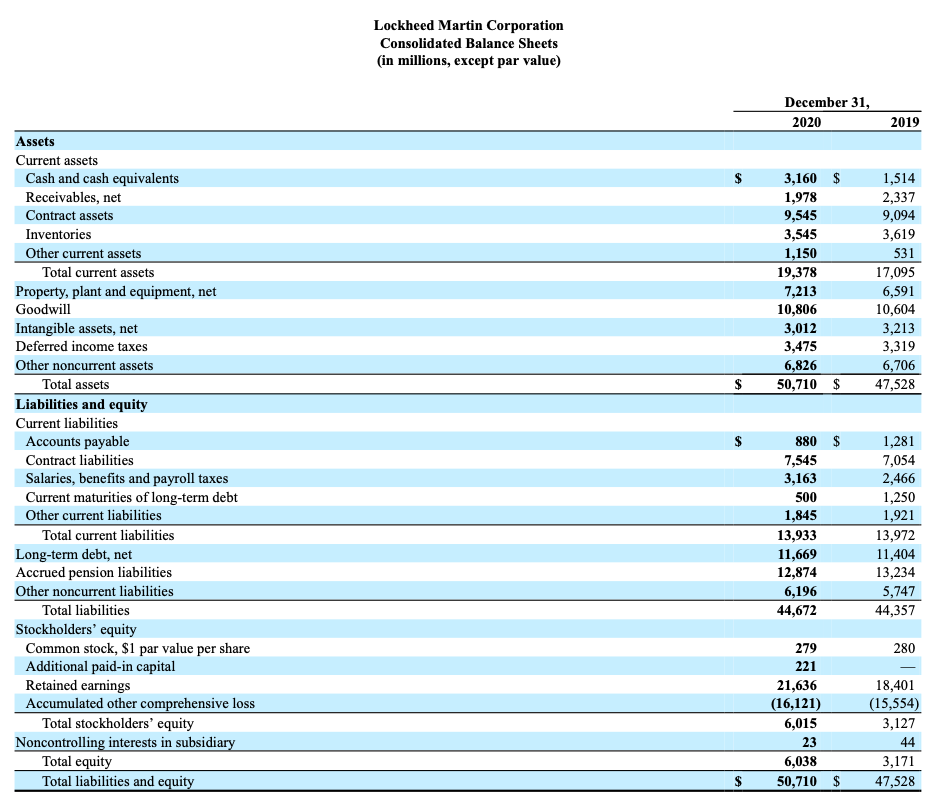 Lockheed Martin Corporation
Consolidated Balance Sheets
(in millions, except par value)
December 31,
2020 2019
Assets
Current assets
Cash and cash equivalents $ 3,160 $ 1,514
Receivables, net 1,978 2,337
Contract assets 9,545 9,094
Inventories 3,545 3,619
Other current assets 1,150 531
Total current assets 19,378 17,095
Property, plant and equipment, net 7,213 6,591
Goodwill 10,806 10,604
Intangible assets, net 3,012 3,213
Deferred income taxes 3,475 3,319
Other noncurrent assets 6,826 6,706
Total assets $ 50,710 $ 47,528
Liabilities and equity
Current liabilities
Accounts payable $ 880 $ 1,281
Contract liabilities 7,545 7,054
Salaries, benefits and payroll taxes 3,163 2,466
Current maturities of long-term debt 500 1,250
Other current liabilities 1,845 1,921
Total current liabilities 13,933 13,972
Long-term debt, net 11,669 11,404
Accrued pension liabilities 12,874 13,234
Other noncurrent liabilities 6,196 5,747
Total liabilities 44,672 44,357
Stockholders’ equity
Common stock, $1 par value per share 279 280
Additional paid-in capital 221 —
Retained earnings 21,636 18,401
Accumulated other comprehensive loss (16,121) (15,554)
Total stockholders’ equity 6,015 3,127
Noncontrolling interests in subsidiary 23 44
Total equity 6,038 3,171
Total liabilities and equity $ 50,710 $ 47,528